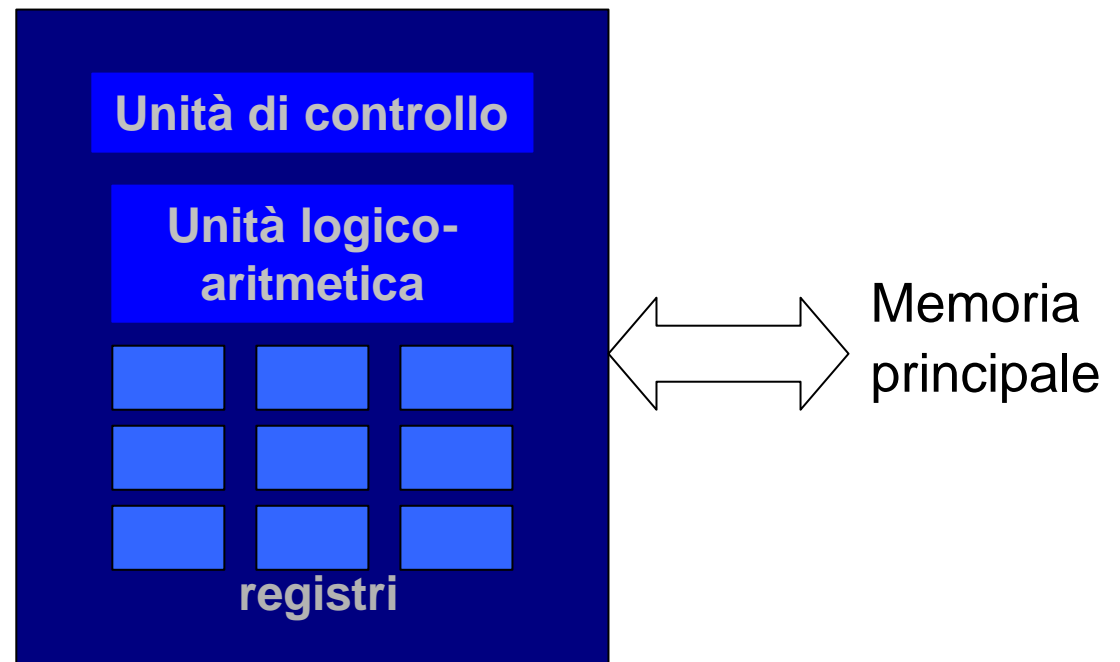 Unità di controllo
Unità logico-
aritmetica
registri
Memoria
principale